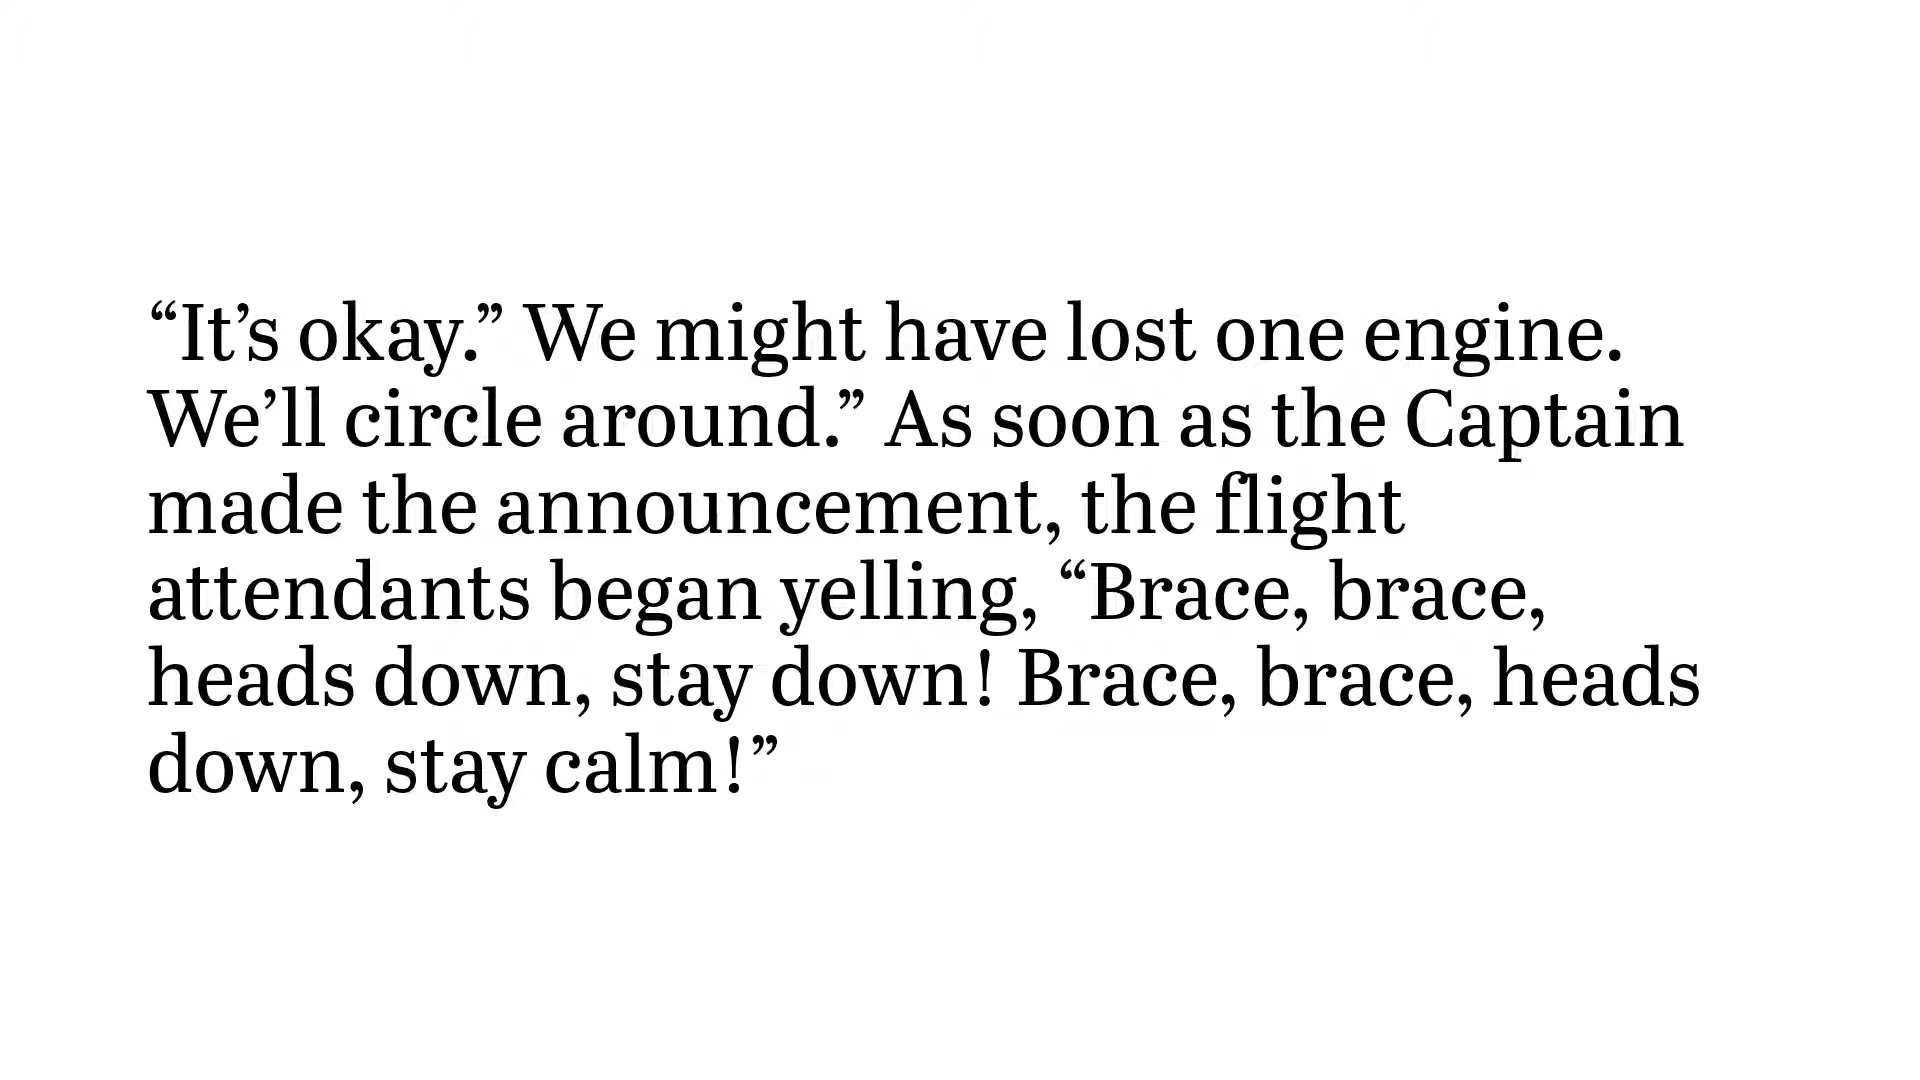 “It’s okay.” We might have lost one engine.
We’ll circle around.” As soon as the Captain
made the announcement, the flight
attendants began yelling, “Brace, brace,
heads down, stay down! Brace, brace, heads
down, stay calm!”